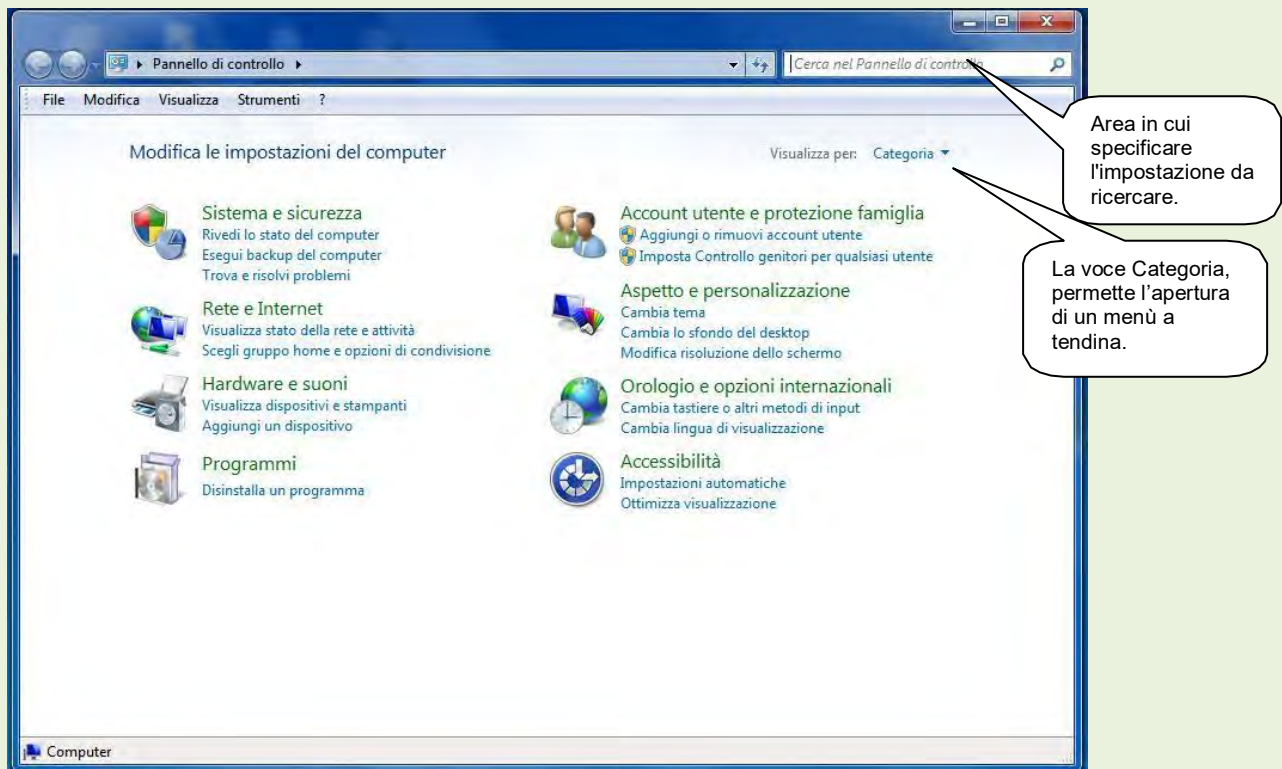 Pannello di controllo
Cerca nel Pannello di controllo
File Modifica Visualizza Strumenti ?
Modifica le impostazioni del computer
Visualizza per: Categoria
Sistema e sicurezza
Rivedi lo stato del computer
Esegui backup del computer
Trova e risolvi problemi
Rete e Internet
Visualizza stato della rete e attività
Scegli gruppo home e opzioni di condivisione
Hardware e suoni
Visualizza dispositivi e stampanti
Aggiungi un dispositivo
Programmi
Disinstalla un programma
Account utente e protezione famiglia
Aggiungi o rimuovi account utente
Imposta Controllo genitori per qualsiasi utente
Aspetto e personalizzazione
Cambia tema
Cambia lo sfondo del desktop
Modifica risoluzione dello schermo
Orologio e opzioni internazionali
Cambia tastiere o altri metodi di input
Cambia lingua di visualizzazione
Accessibilità
Impostazioni automatiche
Ottimizza visualizzazione
Area in cui
specificare
l'impostazione da
ricercare.
La voce Categoria,
permette l’apertura
di un menù a
tendina.
Computer